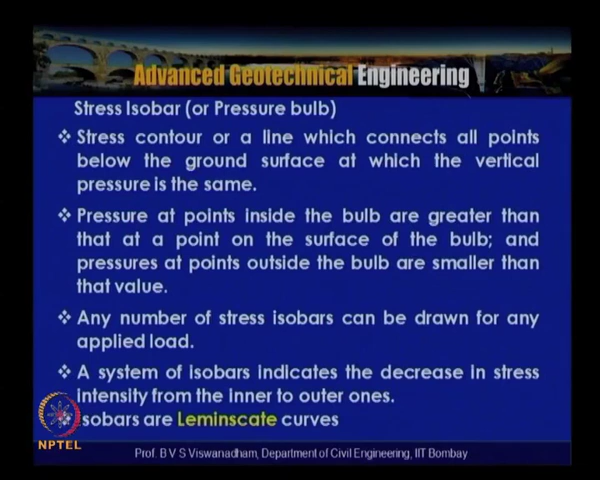 Advanced Geotechnical Engineering
Stress Isobar (or Pressure bulb)
❖ Stress contour or a line which connects all points
below the ground surface at which the vertical
pressure is the same.
❖ Pressure at points inside the bulb are greater than
that at a point on the surface of the bulb; and
pressures at points outside the bulb are smaller than
that value.
❖ Any number of stress isobars can be drawn for any
applied load.
❖ A system of isobars indicates the decrease in stress
intensity from the inner to outer ones.
❖ Isobars are Leminscate curves
NPTEL
Prof. B V S Viswanadham, Department of Civil Engineering, IIT Bombay